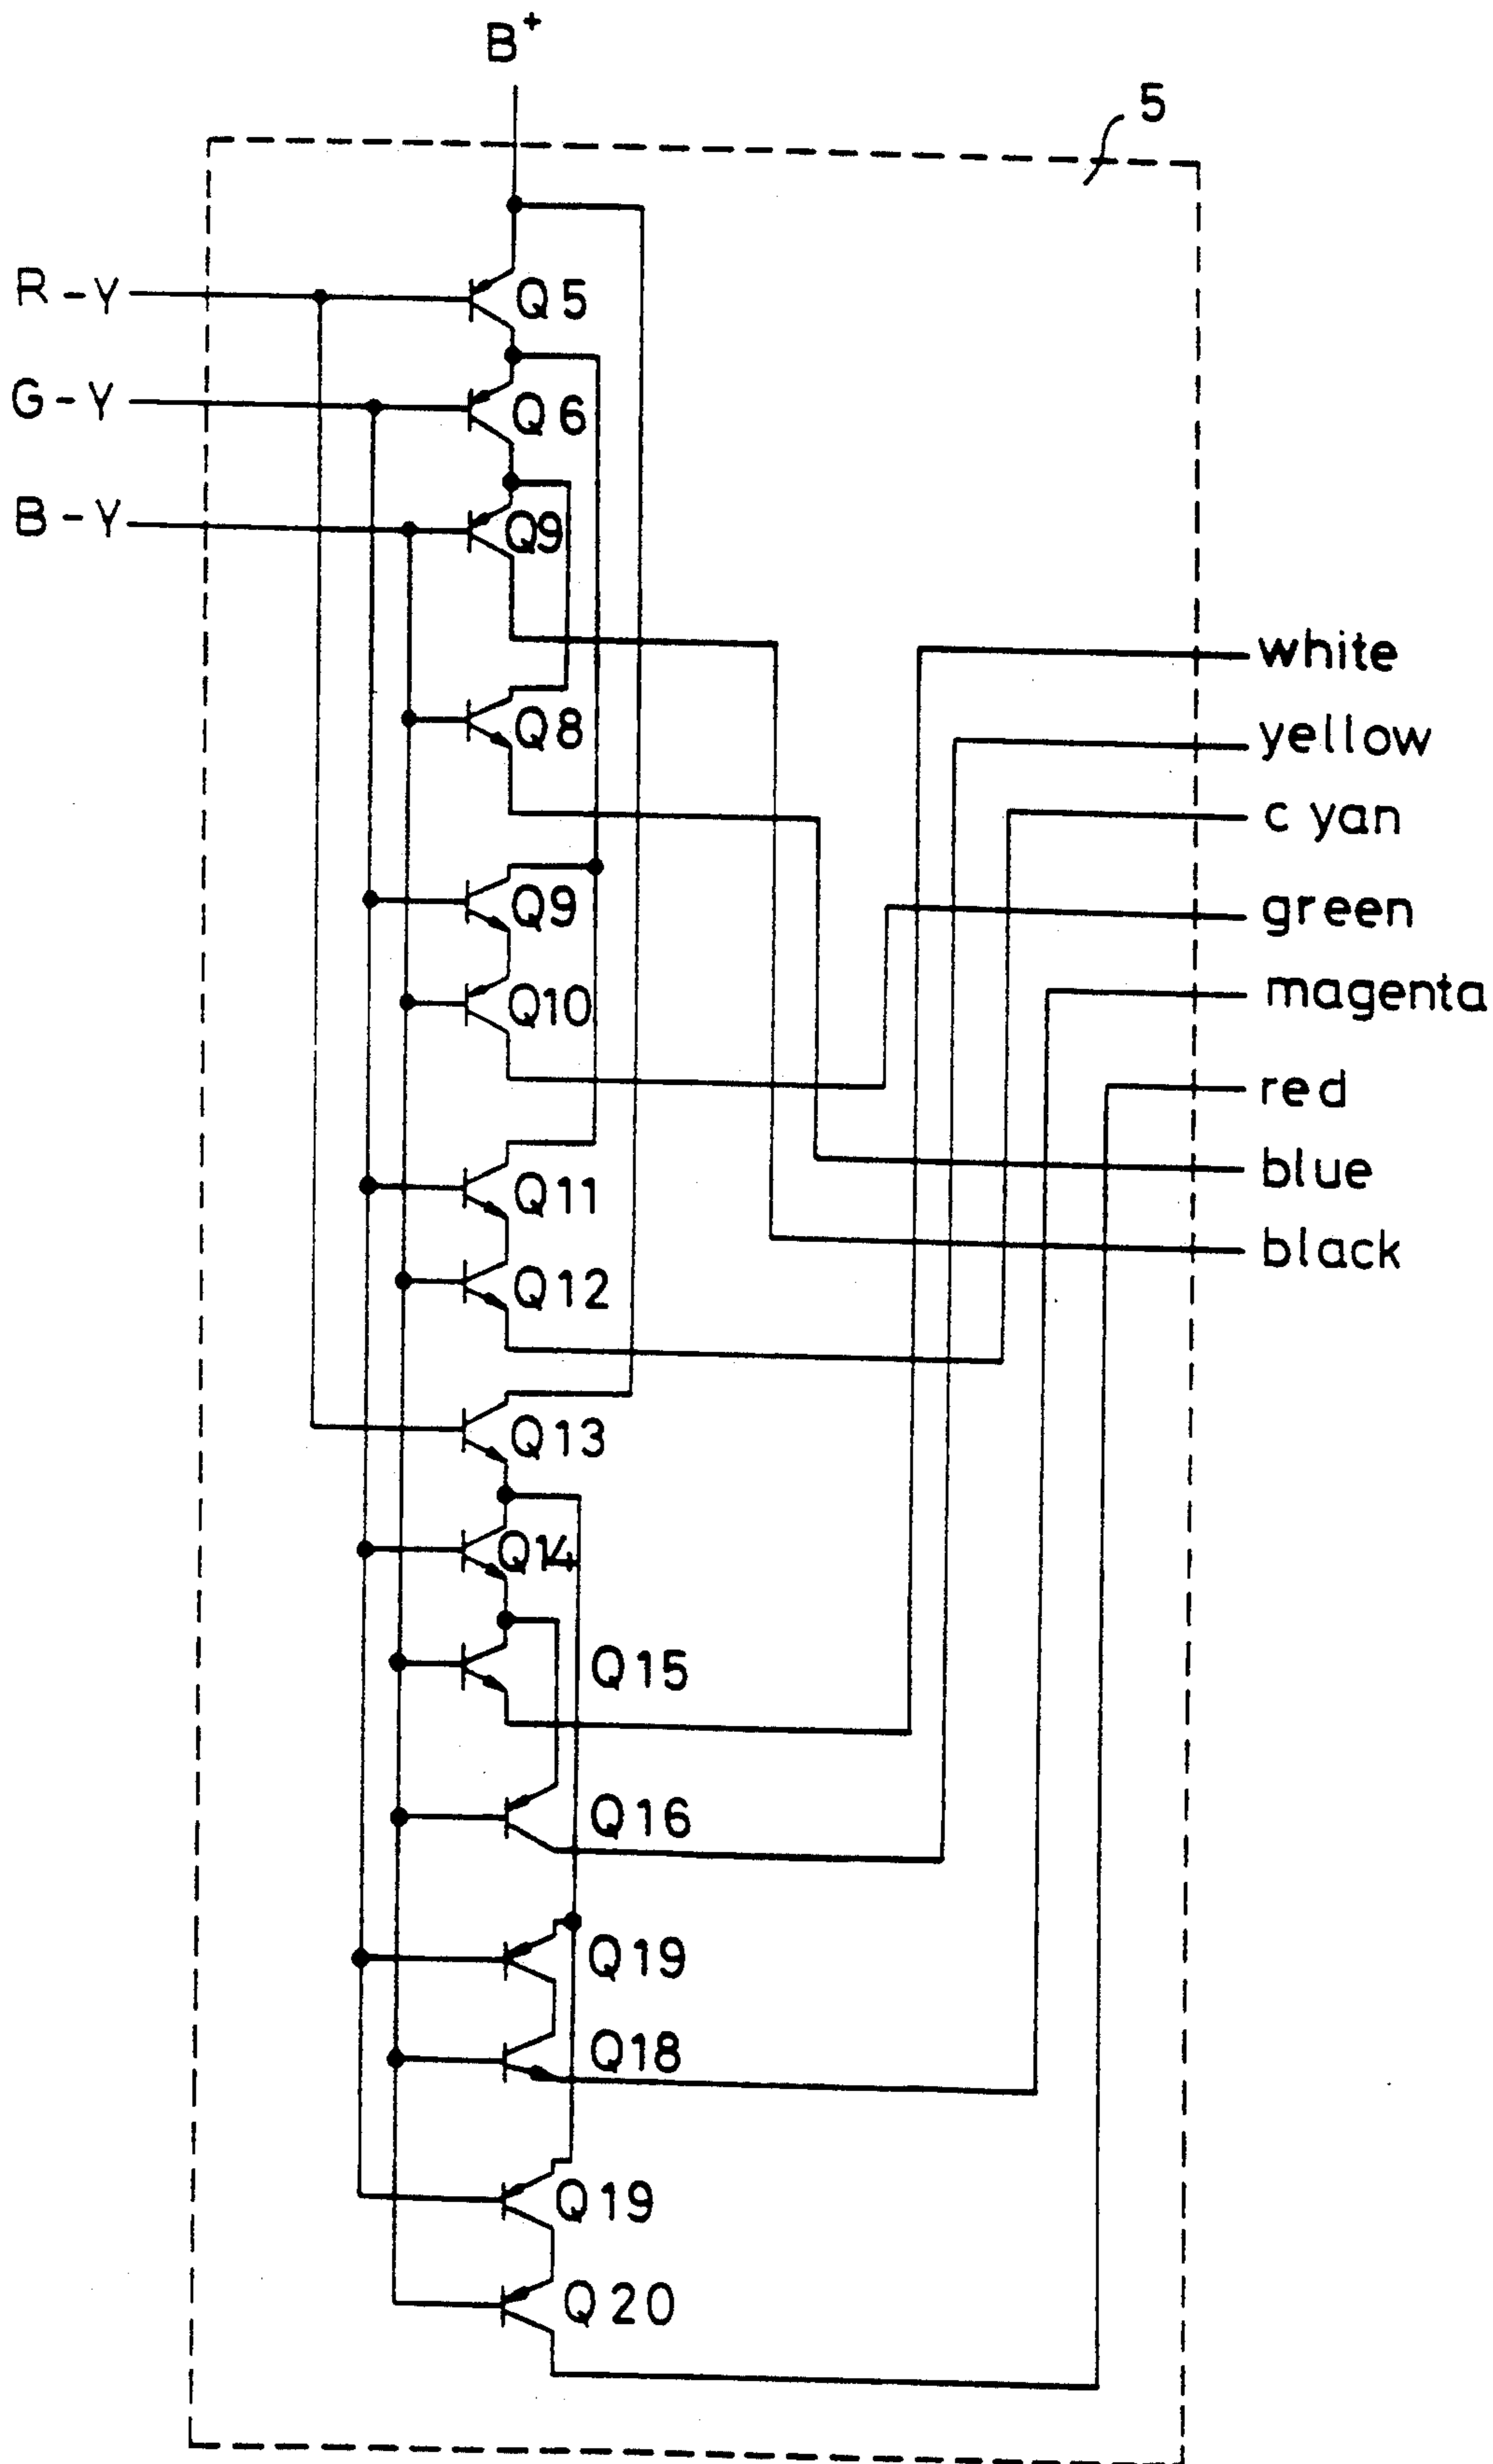 B+
5
R-Y
Q5
G-Y
Q6
B-Y
Q9
white
Q8
yellow
c yan
Q9
green
magenta
Q10
red
blue
Q11
black
Q12
Q13
Q14
Q15
Q16
Q19
Q18
Q19
Q20